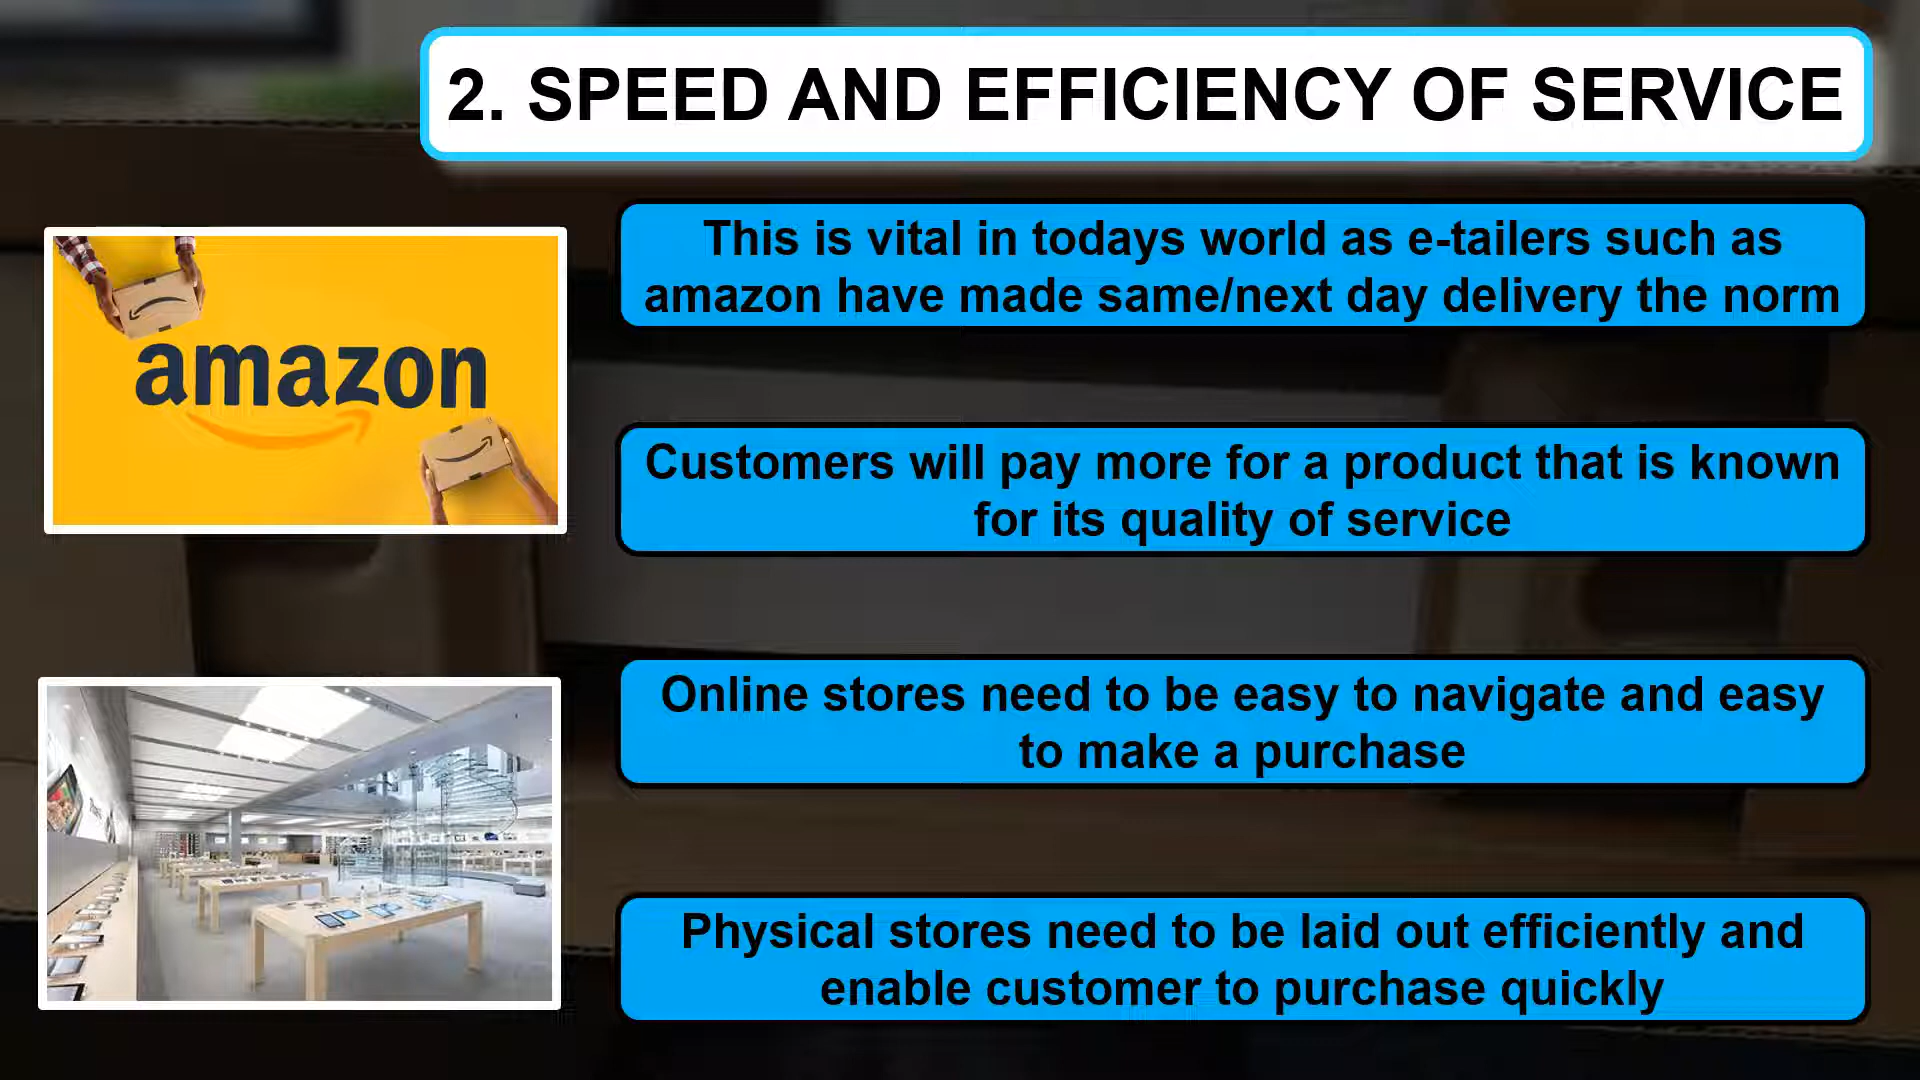 2. SPEED AND EFFICIENCY OF SERVICE
This is vital in todays world as e-tailers such as
amazon have made same/next day delivery the norm
amazon
Customers will pay more for a product that is known
for its quality of service
Online stores need to be easy to navigate and easy
to make a purchase
Physical stores need to be laid out efficiently and
enable customer to purchase quickly